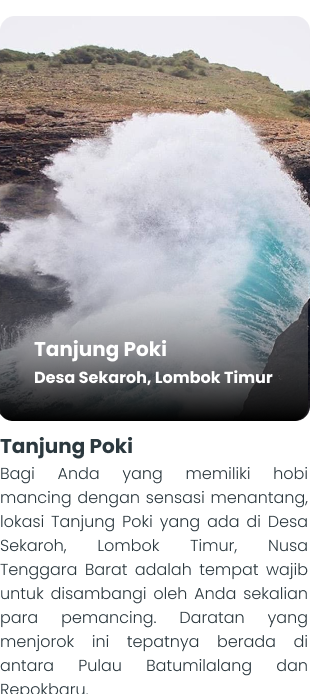 Tanjung Poki
Desa Sekaroh, Lombok Timur
Tanjung Poki
Bagi Anda yang memiliki hobi
mancing dengan sensasi menantang,
lokasi Tanjung Poki yang ada di Desa
Sekaroh, Lombok Timur, Nusa
Tenggara Barat adalah tempat wajib
untuk disambangi oleh Anda sekalian
para pemancing. Daratan yang
menjorok ini tepatnya berada di
antara Pulau Batumilalang dan
Repokbaru.